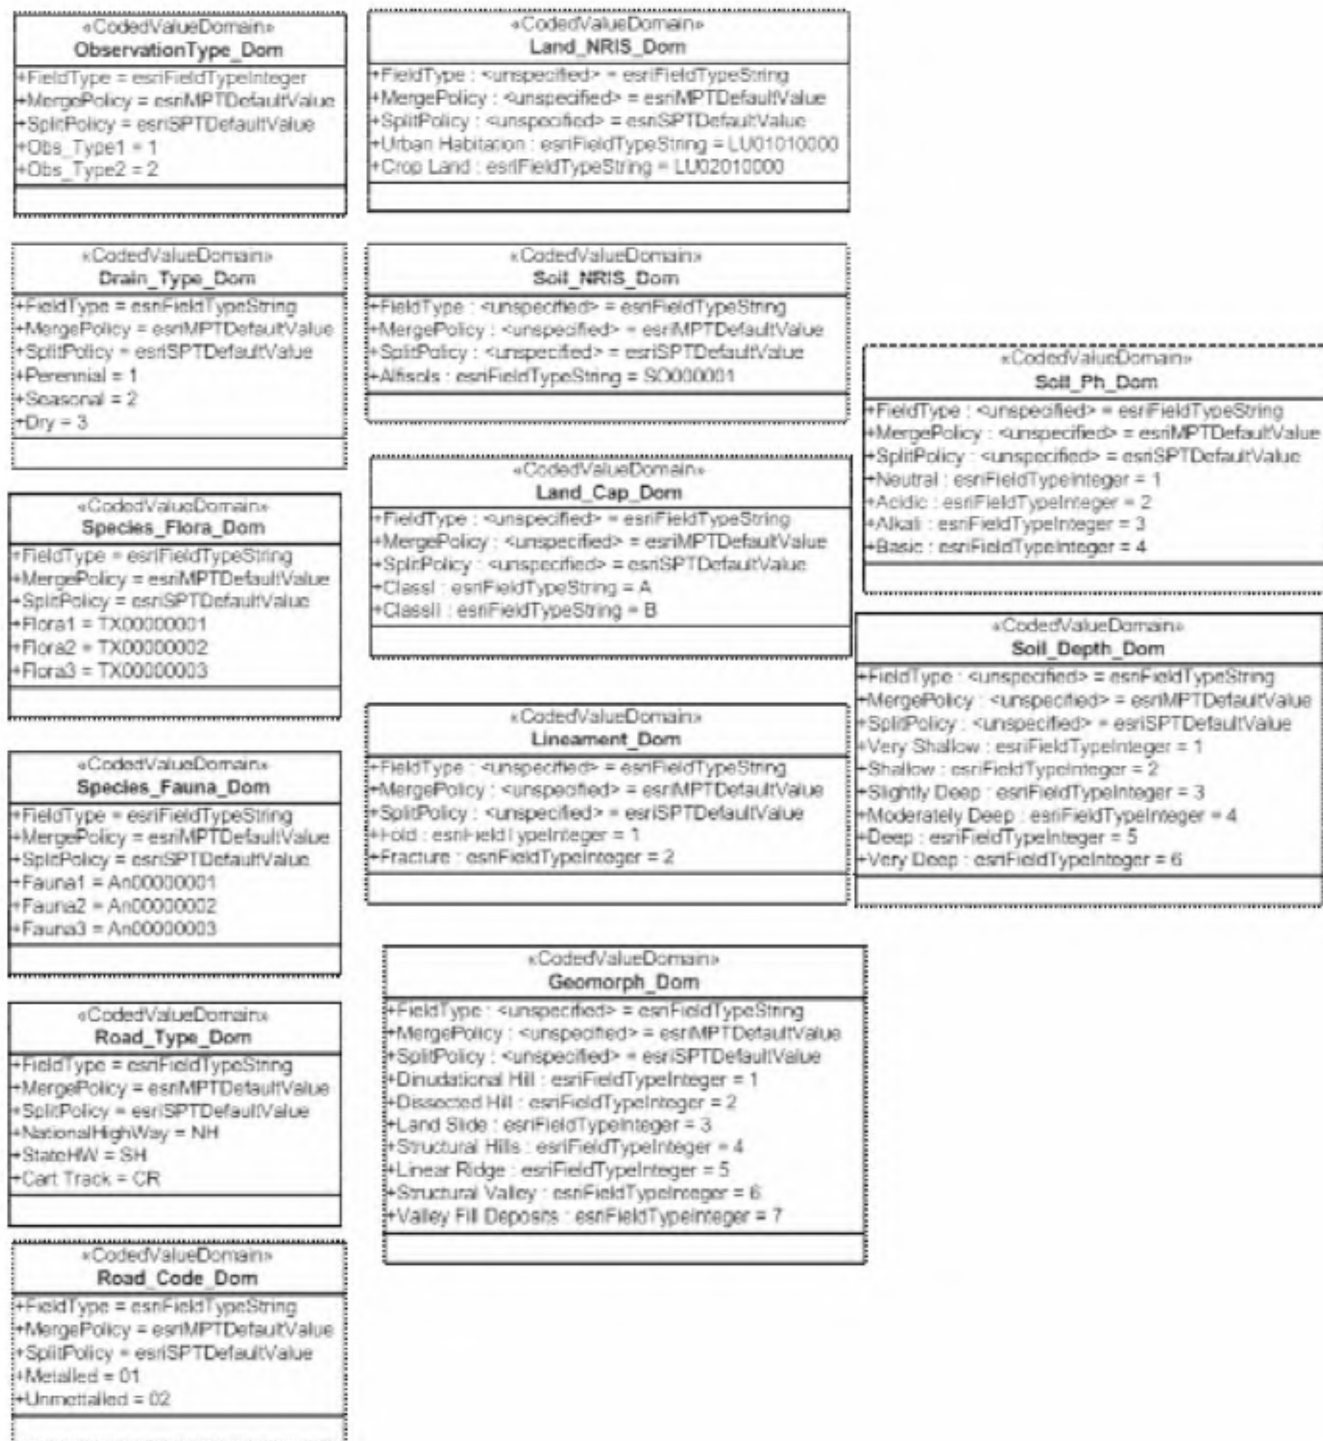 «CodedValueDomain»
ObservationType_Dom
+FieldType = esriFieldTypeInteger
+MergePolicy = esriMPTDefaultValue
+SplitPolicy = esriSPTDefaultValue
+Obs_Type1 = 1
+Obs_Type2 = 2
«CodedValueDomain»
Drain_Type_Dom
+FieldType = esriFieldTypeString
+MergePolicy = esriMPTDefaultValue
+SplitPolicy = esriSPTDefaultValue
+Perennial = 1
+Seasonal = 2
+Dry = 3
«CodedValueDomain»
Species_Flora_Dom
+FieldType = esriFieldTypeString
+MergePolicy = esriMPTDefaultValue
+SplitPolicy = esriSPTDefaultValue
+Flora1 = TX00000001
+Flora2 = TX00000002
+Flora3 = TX00000003
«CodedValueDomain»
Species_Fauna_Dom
+FieldType = esriFieldTypeString
+MergePolicy = esriMPTDefaultValue
+SplitPolicy = esriSPTDefaultValue
+Fauna1 = An00000001
+Fauna2 = An00000002
+Fauna3 = An00000003
«CodedValueDomain»
Road_Type_Dom
+FieldType = esriFieldTypeString
+MergePolicy = esriMPTDefaultValue
+SplitPolicy = esriSPTDefaultValue
+NationalHighWay = NH
+StateHW = SH
+Cart Track = CR
«CodedValueDomain»
Road_Code_Dom
+FieldType = esriFieldTypeString
+MergePolicy = esriMPTDefaultValue
+SplitPolicy = esriSPTDefaultValue
+Metalled = 01
+Unmettalled = 02
«CodedValueDomain»
Land_NRIS_Dom
+FieldType : <unspecified> = esriFieldTypeString
+MergePolicy : <unspecified> = esriMPTDefaultValue
+SplitPolicy : <unspecified> = esriSPTDefaultValue
+Urban Habitation : esriFieldTypeString = LU01010000
+Crop Land : esriFieldTypeString = LU02010000
«CodedValueDomain»
Soil_NRIS_Dom
+FieldType : <unspecified> = esriFieldTypeString
+MergePolicy : <unspecified> = esriMPTDefaultValue
+SplitPolicy : <unspecified> = esriSPTDefaultValue
+Alfisols : esriFieldTypeString = SO000001
«CodedValueDomain»
Land_Cap_Dom
+FieldType : <unspecified> = esriFieldTypeString
+MergePolicy : <unspecified> = esriMPTDefaultValue
+SplitPolicy : <unspecified> = esriSPTDefaultValue
+ClassI : esriFieldTypeString = A
+ClassII : esriFieldTypeString = B
«CodedValueDomain»
Lineament_Dom
+FieldType : <unspecified> = esriFieldTypeString
+MergePolicy : <unspecified> = esriMPTDefaultValue
+SplitPolicy : <unspecified> = esriSPTDefaultValue
+Fold : esriFieldTypeInteger = 1
+Fracture : esriFieldTypeInteger = 2
«CodedValueDomain»
Geomorph_Dom
+FieldType : <unspecified> = esriFieldTypeString
+MergePolicy : <unspecified> = esriMPTDefaultValue
+SplitPolicy : <unspecified> = esriSPTDefaultValue
+Dinudational Hill : esriFieldTypeInteger = 1
+Dissected Hill : esriFieldTypeInteger = 2
+Land Slide : esriFieldTypeInteger = 3
+Structural Hills : esriFieldTypeInteger = 4
+Linear Ridge : esriFieldTypeInteger = 5
+Structural Valley : esriFieldTypeInteger = 6
+Valley Fill Deposits : esriFieldTypeInteger = 7
«CodedValueDomain»
Soil_Ph_Dom
+FieldType : <unspecified> = esriFieldTypeString
+MergePolicy : <unspecified> = esriMPTDefaultValue
+SplitPolicy : <unspecified> = esriSPTDefaultValue
+Neutral : esriFieldTypeInteger = 1
+Acidic : esriFieldTypeInteger = 2
+Alkali : esriFieldTypeInteger = 3
+Basic : esriFieldTypeInteger = 4
«CodedValueDomain»
Soil_Depth_Dom
+FieldType : <unspecified> = esriFieldTypeString
+MergePolicy : <unspecified> = esriMPTDefaultValue
+SplitPolicy : <unspecified> = esriSPTDefaultValue
+Very Shallow : esriFieldTypeInteger = 1
+Shallow : esriFieldTypeInteger = 2
+Slightly Deep : esriFieldTypeInteger = 3
+Moderately Deep : esriFieldTypeInteger = 4
+Deep : esriFieldTypeInteger = 5
+Very Deep : esriFieldTypeInteger = 6